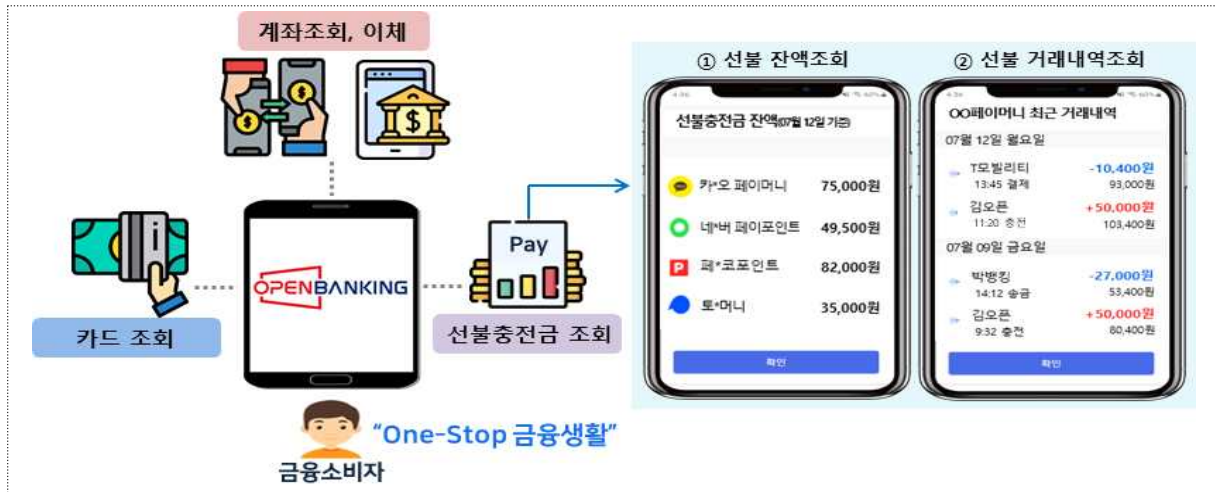 계좌조회, 이체
카드 조회
OPENBANKING
Pay
선불충전금 조회
"One-Stop 금융생활"
금융소비자
① 선불 잔액조회
선불충전금 잔액(07월 12일 기준)
카*오 페이머니 75,000원
네*버 페이포인트 49,500원
페*코포인트 82,000원
토*머니 35,000원
확인
② 선불 거래내역조회
OO페이머니 최근 거래내역
07월 12일 월요일
T모빌리티 -10,400원
13:45 결제 93,000원
김오픈 +50,000원
11:20 충전 103,400원
07월 09일 금요일
박뱅킹 -27,000원
14:12 송금 53,400원
김오픈 +50,000원
9:32 충전 80,400원
확인